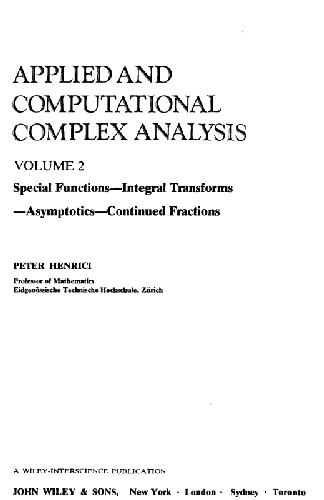 APPLIED AND
COMPUTATIONAL
COMPLEX ANALYSIS
VOLUME 2
Special Functions—Integral Transforms
—Asymptotics—Continued Fractions
PETER HENRICI
Professor of Mathematics
Eidgenössische Technische Hochschule, Zürich
A WILEY-INTERSCIENCE PUBLICATION
JOHN WILEY & SONS, New York · London · Sydney · Toronto